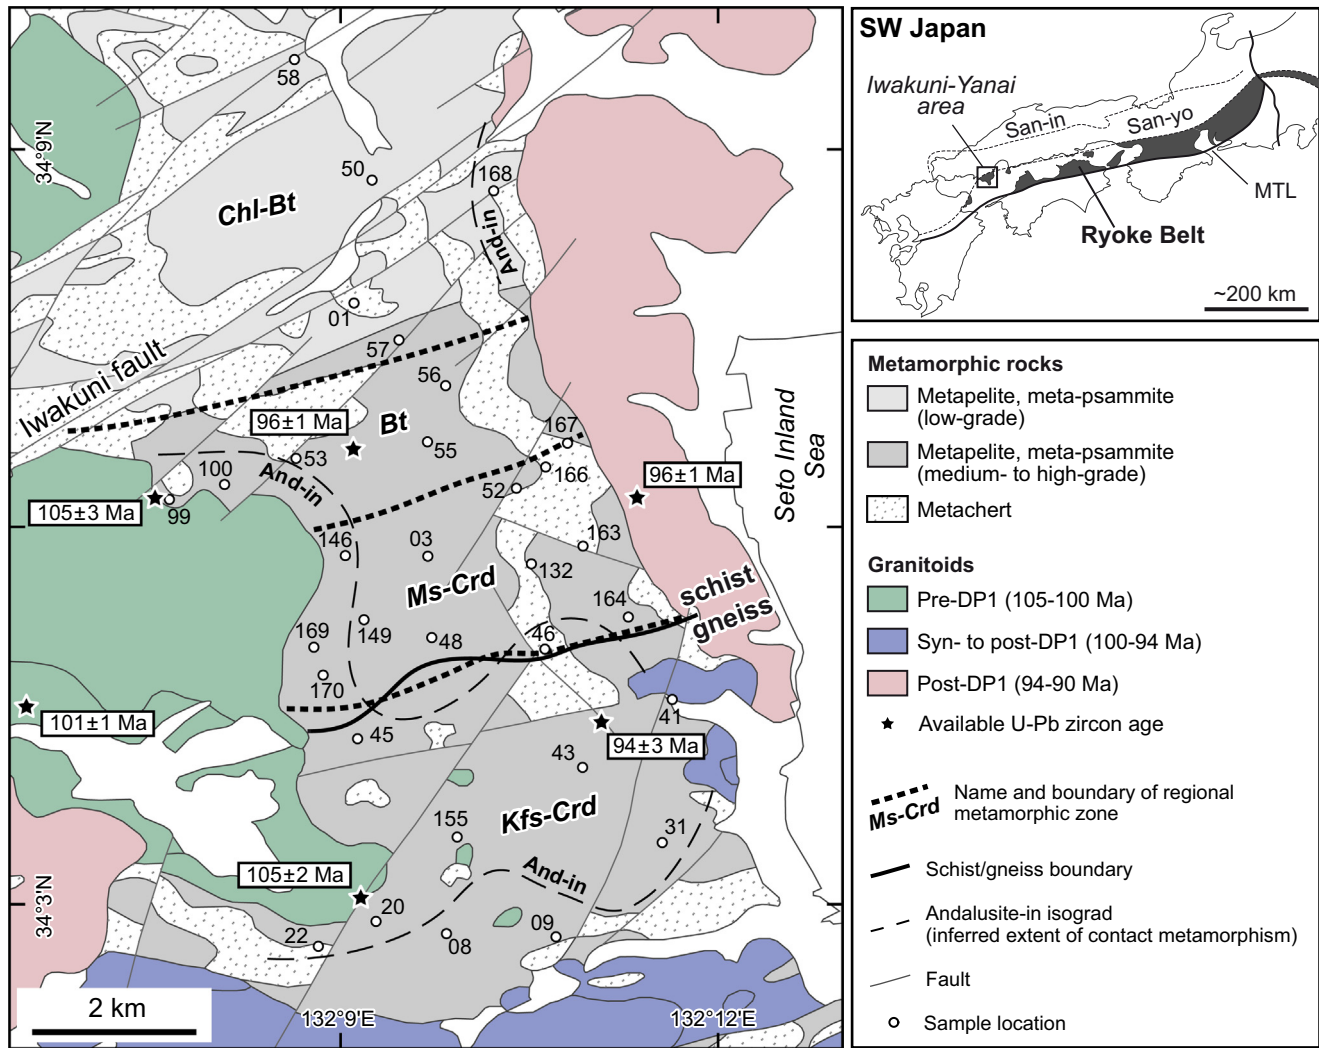 58
34°9'N
50
168
Chl-Bt
And-in
01
57
Iwakuni fault
56
96±1 Ma
Bt
167
53
55
100
And-in
166
96±1 Ma
52
105±3 Ma
99
146
03
163
132
Ms-Crd
schist
gneiss
164
169
149
48
46
170
101±1 Ma
45
41
94±3 Ma
43
Kfs-Crd
155
31
And-in
105±2 Ma
34°3'N
20
22
08
09
2 km
132°9'E
132°12'E
Seto Inland
Sea
SW Japan
Iwakuni-Yanai
area
San-in
San-yo
MTL
Ryoke Belt
~200 km
Metamorphic rocks
Metapelite, meta-psammite
(low-grade)
Metapelite, meta-psammite
(medium- to high-grade)
Metachert
Granitoids
Pre-DP1 (105-100 Ma)
Syn- to post-DP1 (100-94 Ma)
Post-DP1 (94-90 Ma)
Available U-Pb zircon age
Ms-Crd
Name and boundary of regional
metamorphic zone
Schist/gneiss boundary
Andalusite-in isograd
(inferred extent of contact metamorphism)
Fault
Sample location